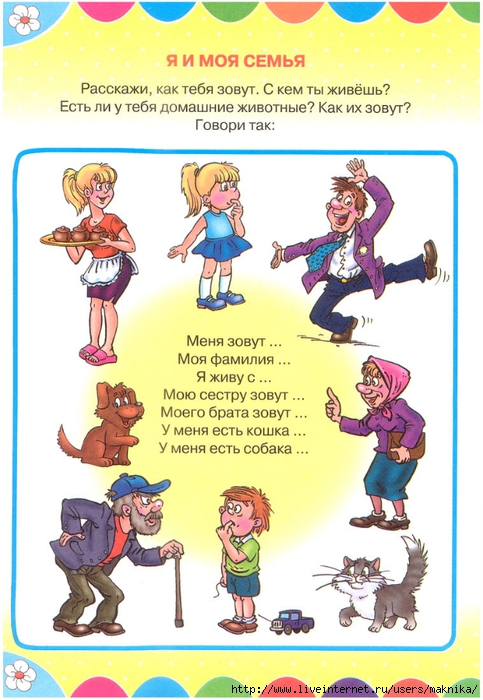 Я И МОЯ СЕМЬЯ
Расскажи, как тебя зовут. С кем ты живёшь?
Есть ли у тебя домашние животные? Как их зовут?
Говори так:
Меня зовут ...
Моя фамилия ...
Я живу с ...
Мою сестру зовут ...
Моего брата зовут ...
У меня есть кошка ...
У меня есть собака ...
http://www.liveinternet.ru/users/maknika/